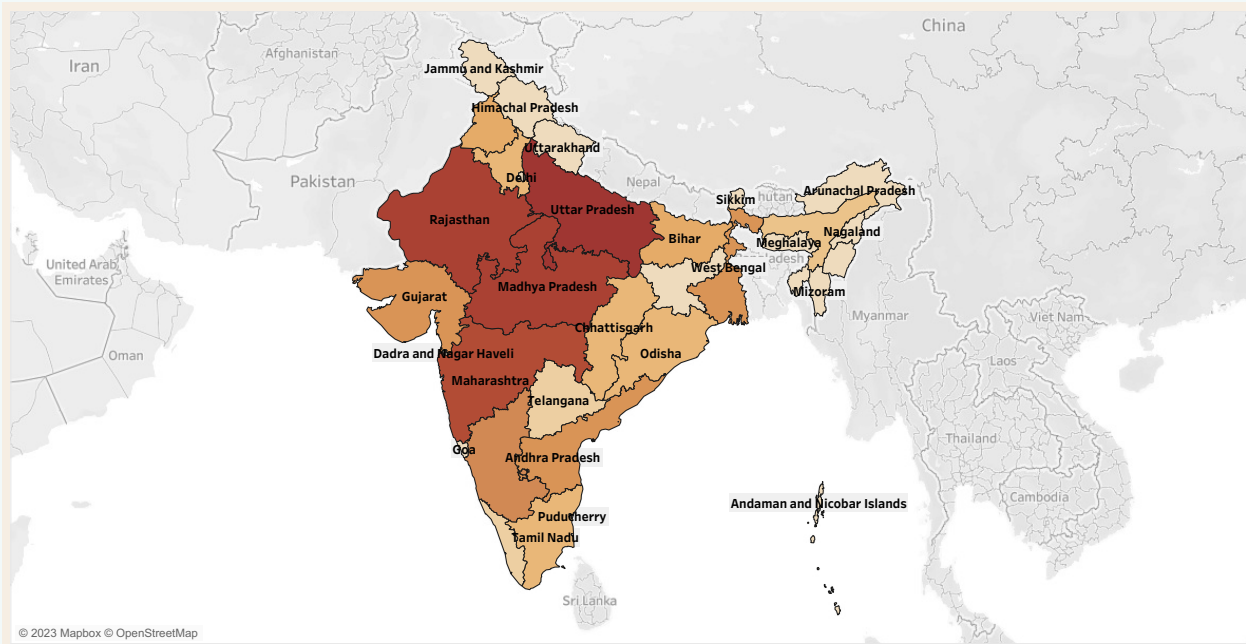 China
Afghanistan
Iran
Jammu and Kashmir
Himachal Pradesh
Uttarakhand
Pakistan
Delhi
Nepal
Arunachal Pradesh
Sikkim
hutan
Uttar Pradesh
Rajasthan
Nagaland
Bihar
Meghalaya
adesh
United Arab
Emirates
West Bengal
Madhya Pradesh
Mizoram
Gujarat
Myanmar
Viet Nam
Chhattisgarh
Oman
Dadra and Nagar Haveli
Odisha
Laos
Maharashtra
Telangana
Thailand
Goa
Andhra Pradesh
Cambodia
Andaman and Nicobar Islands
Puducherry
Tamil Nadu
Sri Lanka
© 2023 Mapbox © OpenStreetMap